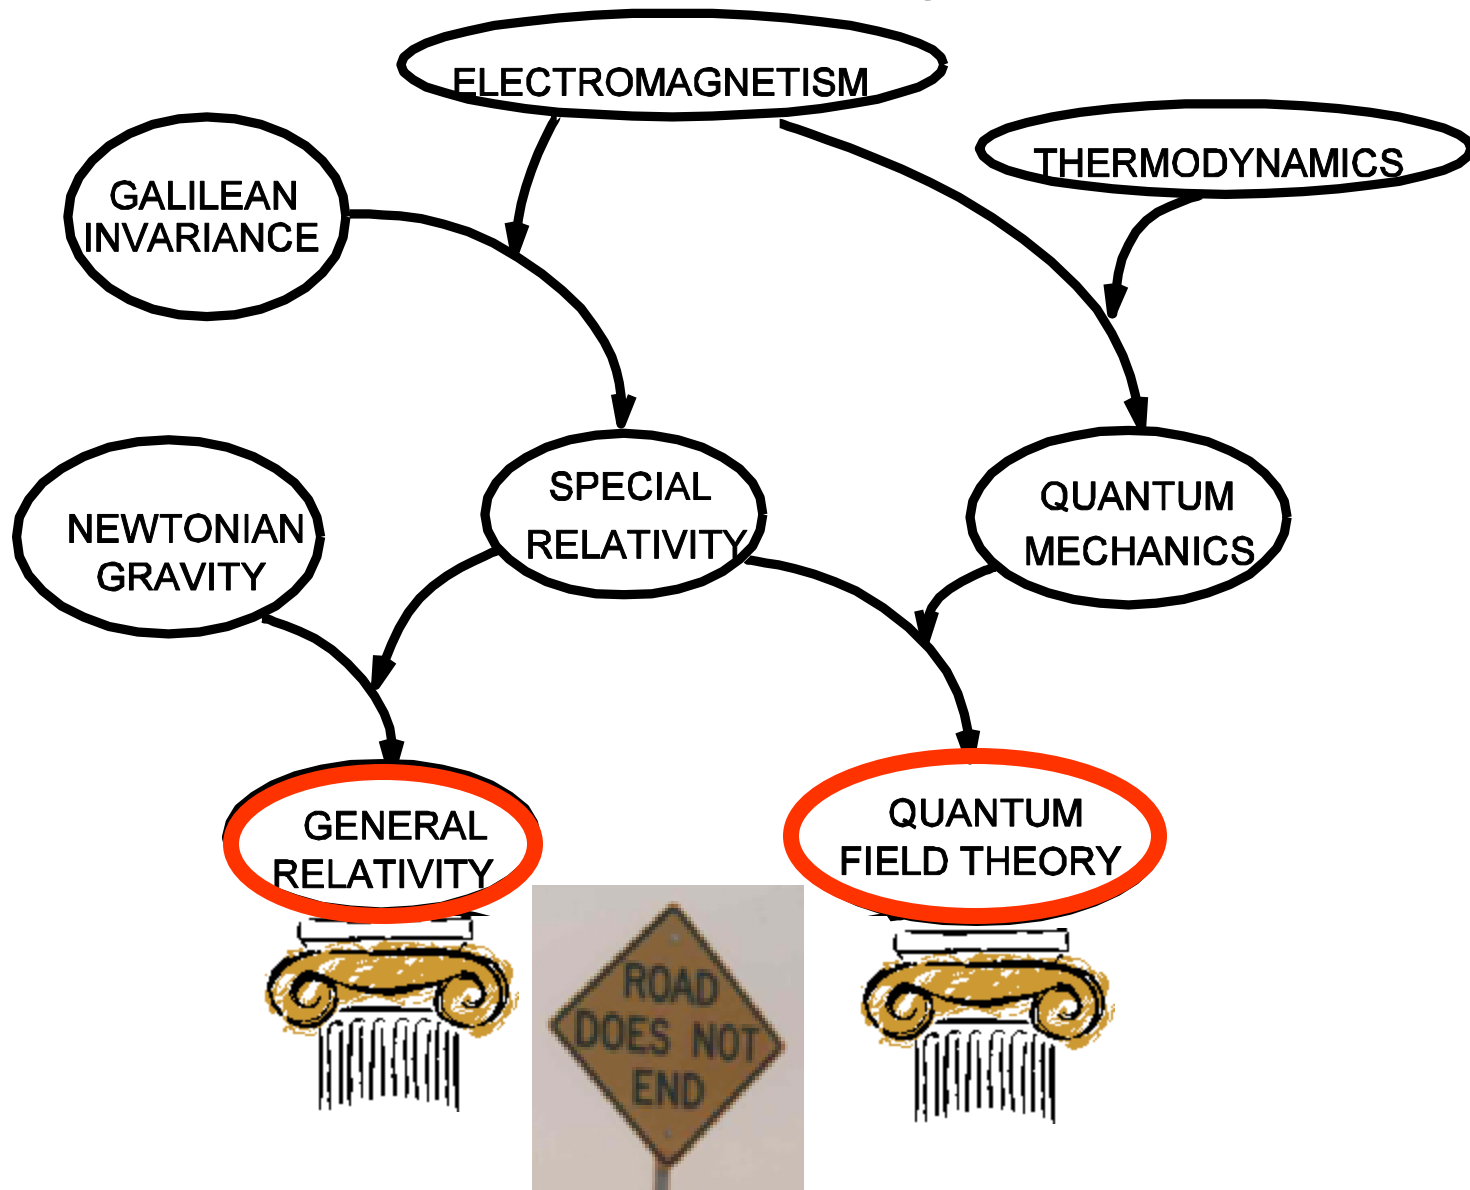 ELECTROMAGNETISM
THERMODYNAMICS
GALILEAN
INVARIANCE
SPECIAL
RELATIVITY
QUANTUM
MECHANICS
NEWTONIAN
GRAVITY
GENERAL
RELATIVITY
QUANTUM
FIELD THEORY
ROAD
DOES NOT
END